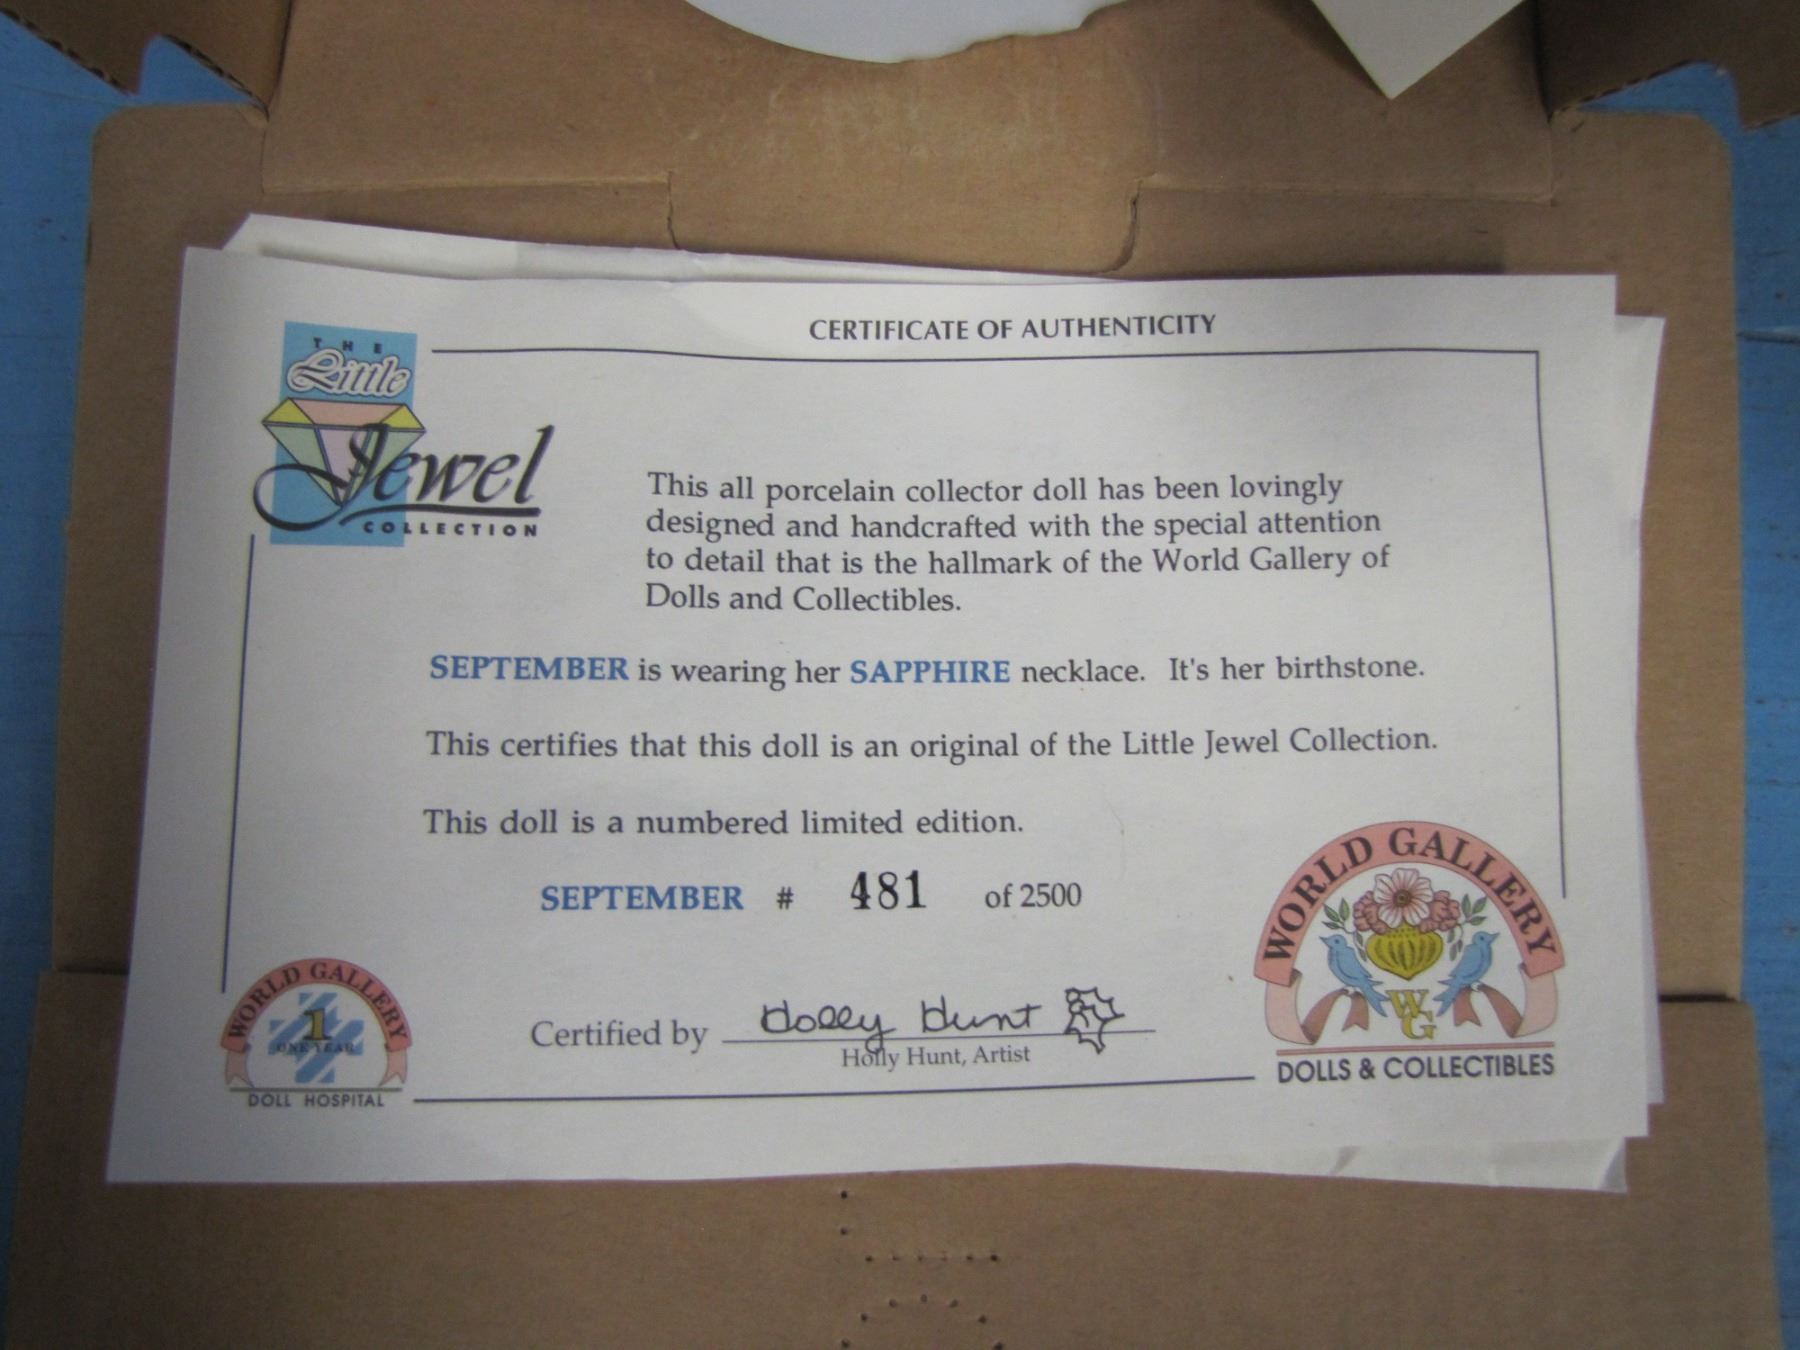 CERTIFICATE OF AUTHENTICITY
THE
Little
Jewel
COLLECTION
This all porcelain collector doll has been lovingly
designed and handcrafted with the special attention
to detail that is the hallmark of the World Gallery of
Dolls and Collectibles.
SEPTEMBER is wearing her SAPPHIRE necklace. It's her birthstone.
This certifies that this doll is an original of the Little Jewel Collection.
This doll is a numbered limited edition.
SEPTEMBER # 481 of 2500
Certified by Holly Hunt
Holly Hunt, Artist
WORLD GALLERY
1
ONE YEAR
DOLL HOSPITAL
WORLD GALLERY
WG
DOLLS & COLLECTIBLES